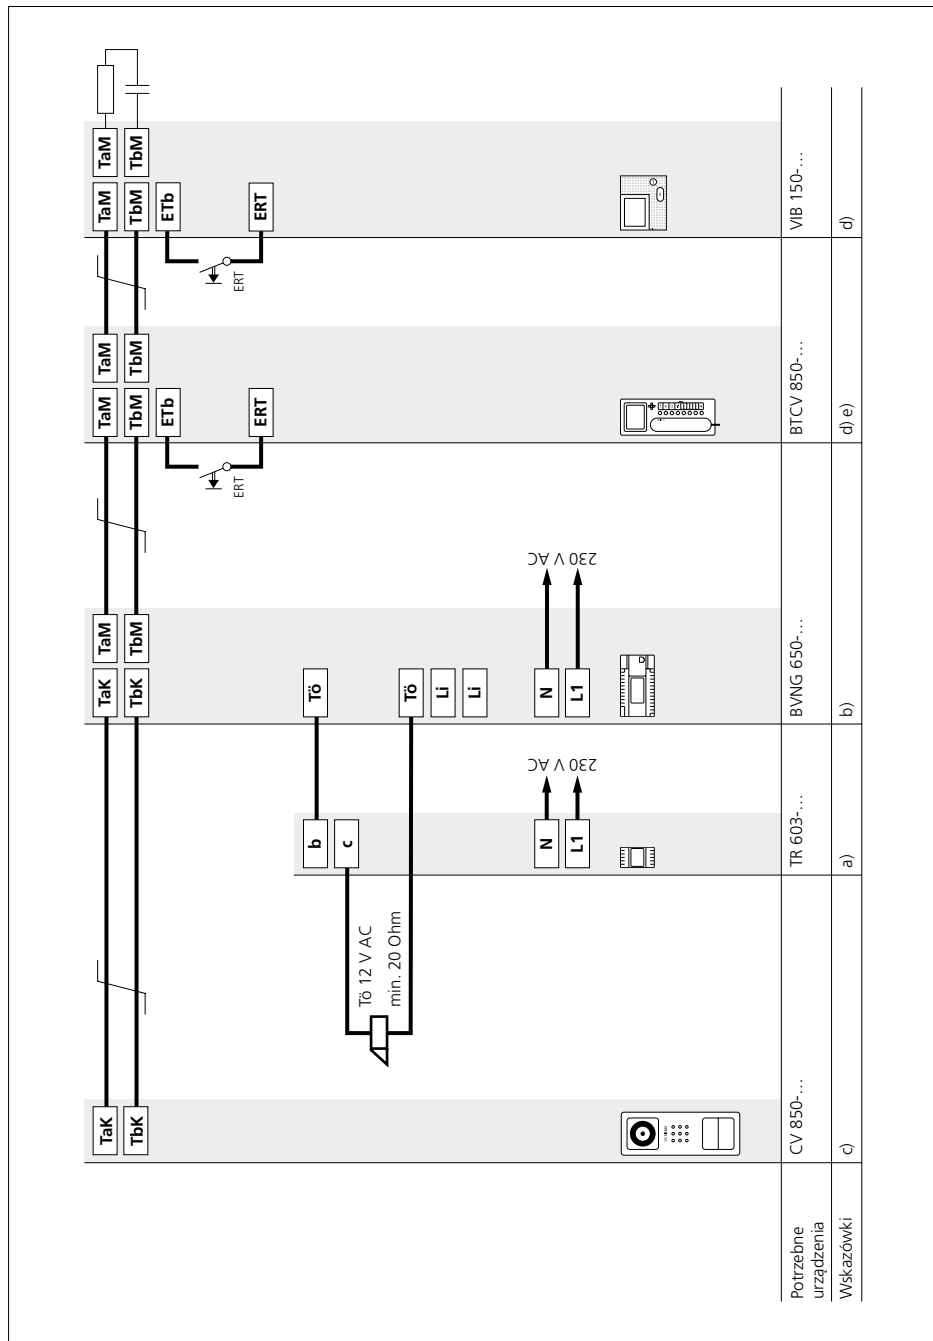 TaK TaK TaM TaM TaM TaM TaM
TbK TbK TbM TbM TbM TbM TbM
ETb ETb
ERT ERT
ERT ERT
b Tö
c
Tö 12 V AC
min. 20 Ohm
Tö
Li
Li
N N
230 V AC 230 V AC
L1 L1
Potrzebne urządzenia
CV 850-... TR 603-... BVNG 650-... BTCV 850-... VIB 150-...
Wskazówki c) a) b) d) e) d)